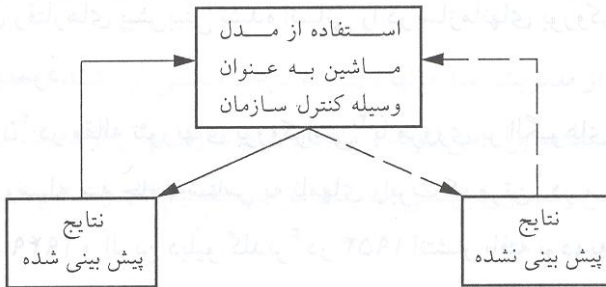 استفاده از مدل
ماشین به عنوان
وسیله کنترل سازمان
نتایج
پیش بینی نشده
نتایج
پیش بینی شده